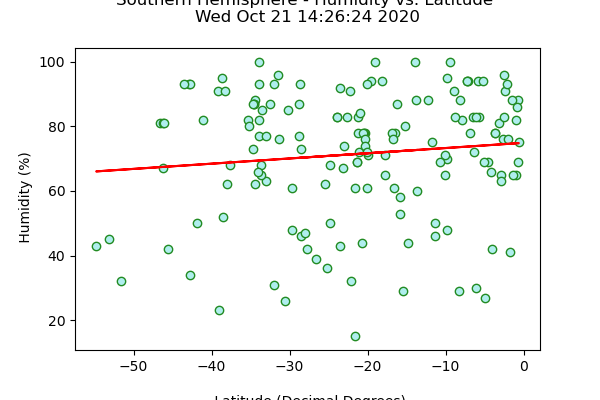 Southern Hemisphere - Humidity vs. Latitude
Wed Oct 21 14:26:24 2020
100
80
60
40
20
Humidity (%)
−50
−40
−30
−20
−10
0
Latitude (Decimal Degrees)